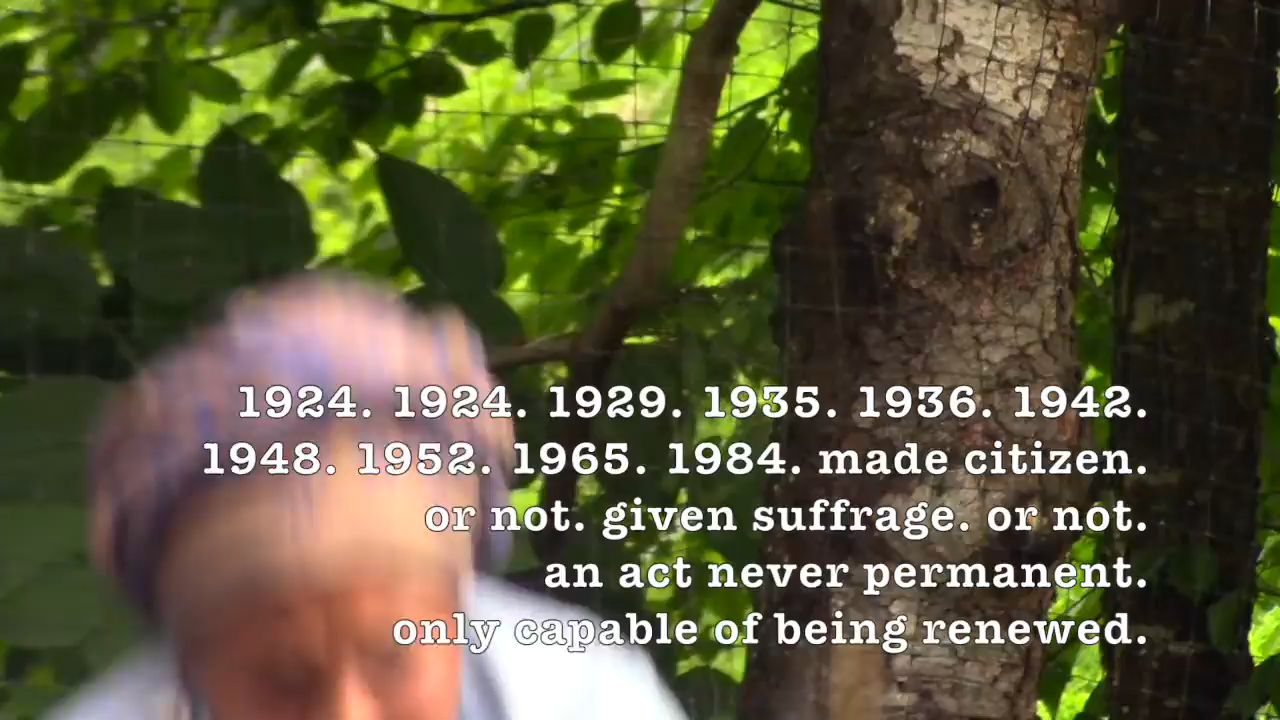 1924. 1924. 1929. 1935. 1936. 1942.
1948. 1952. 1965. 1984. made citizen.
or not. given suffrage. or not.
an act never permanent.
only capable of being renewed.